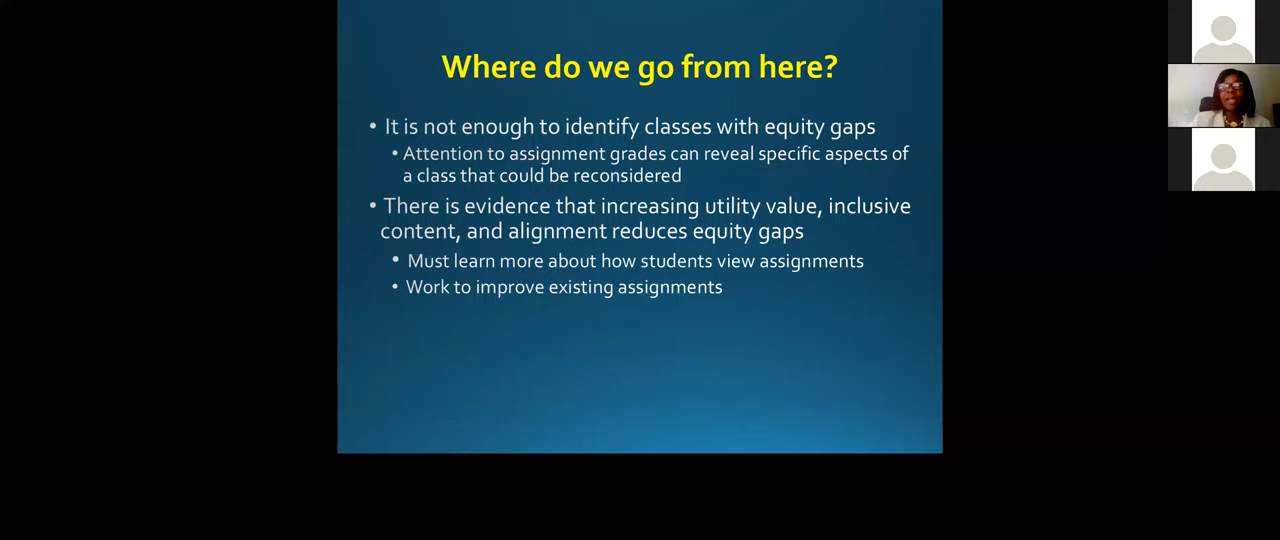 Where do we go from here?
• It is not enough to identify classes with equity gaps
• Attention to assignment grades can reveal specific aspects of
a class that could be reconsidered
• There is evidence that increasing utility value, inclusive
content, and alignment reduces equity gaps
• Must learn more about how students view assignments
• Work to improve existing assignments